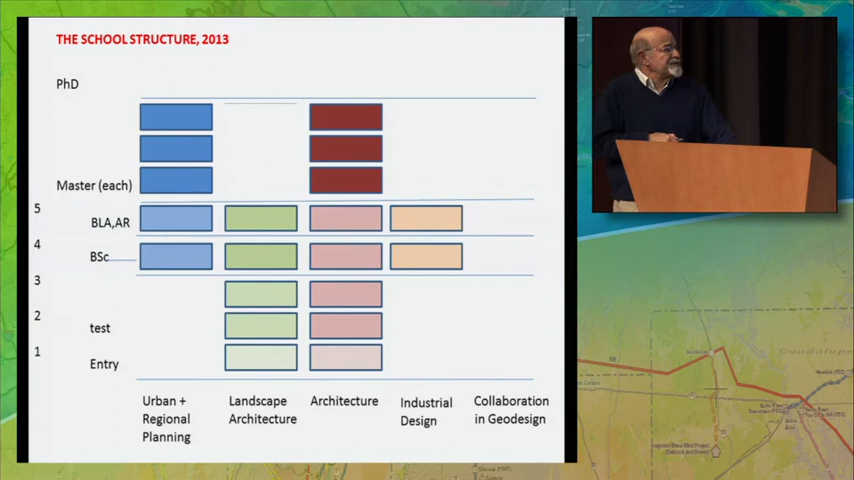 THE SCHOOL STRUCTURE, 2013
PhD
Master (each)
5
BLA,AR
4
BSc
3
2
test
1
Entry
Urban +
Regional
Planning
Landscape
Architecture
Architecture
Industrial
Design
Collaboration
in Geodesign